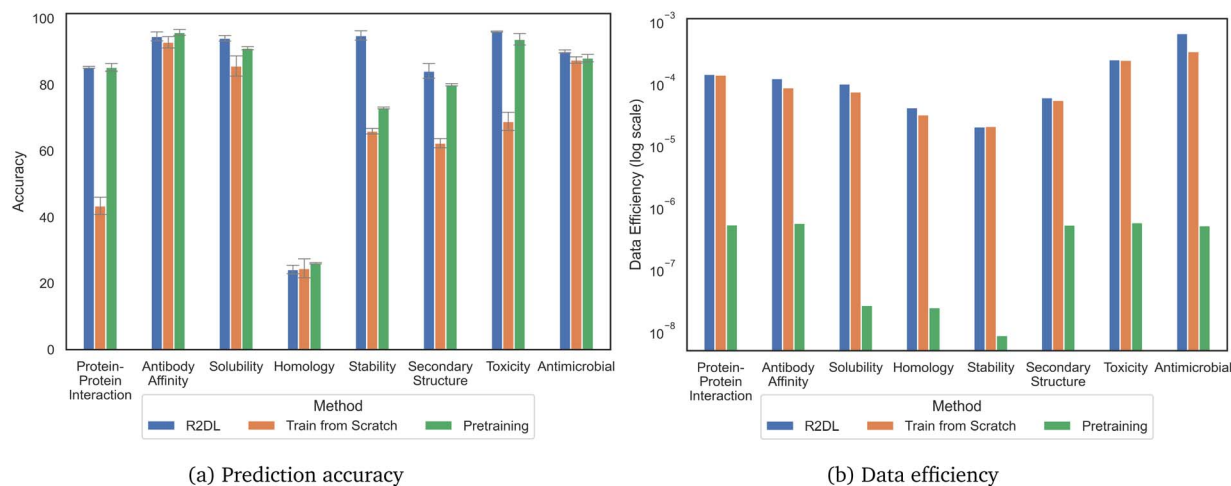 100
80
60
40
20
0
Accuracy
Protein-
Protein
Interaction
Antibody
Affinity
Solubility
Homology
Stability
Secondary
Structure
Toxicity
Antimicrobial
Method
R2DL
Train from Scratch
Pretraining
(a) Prediction accuracy
10⁻³
10⁻⁴
10⁻⁵
10⁻⁶
10⁻⁷
10⁻⁸
Data Efficiency (log scale)
Protein-
Protein
Interaction
Antibody
Affinity
Solubility
Homology
Stability
Secondary
Structure
Toxicity
Antimicrobial
Method
R2DL
Train from Scratch
Pretraining
(b) Data efficiency